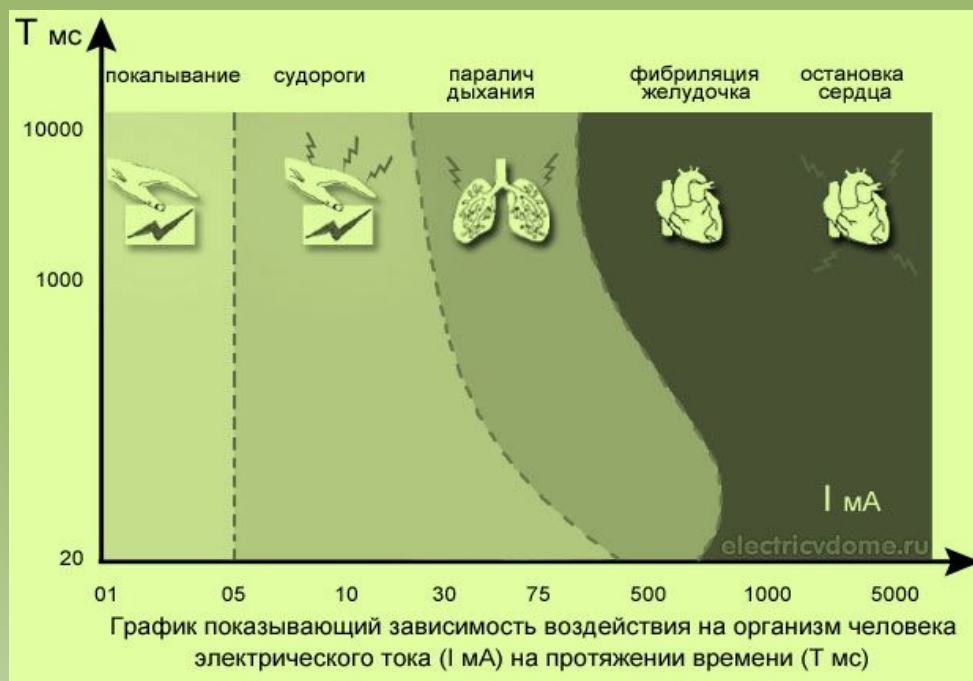 Т мс
покалывание судороги паралич дыхания фибриляция желудочка остановка сердца
10000
1000
20
I мА
electricvdome.ru
01 05 10 30 75 500 1000 5000
График показывающий зависимость воздействия на организм человека
электрического тока (I мА) на протяжении времени (Т мс)